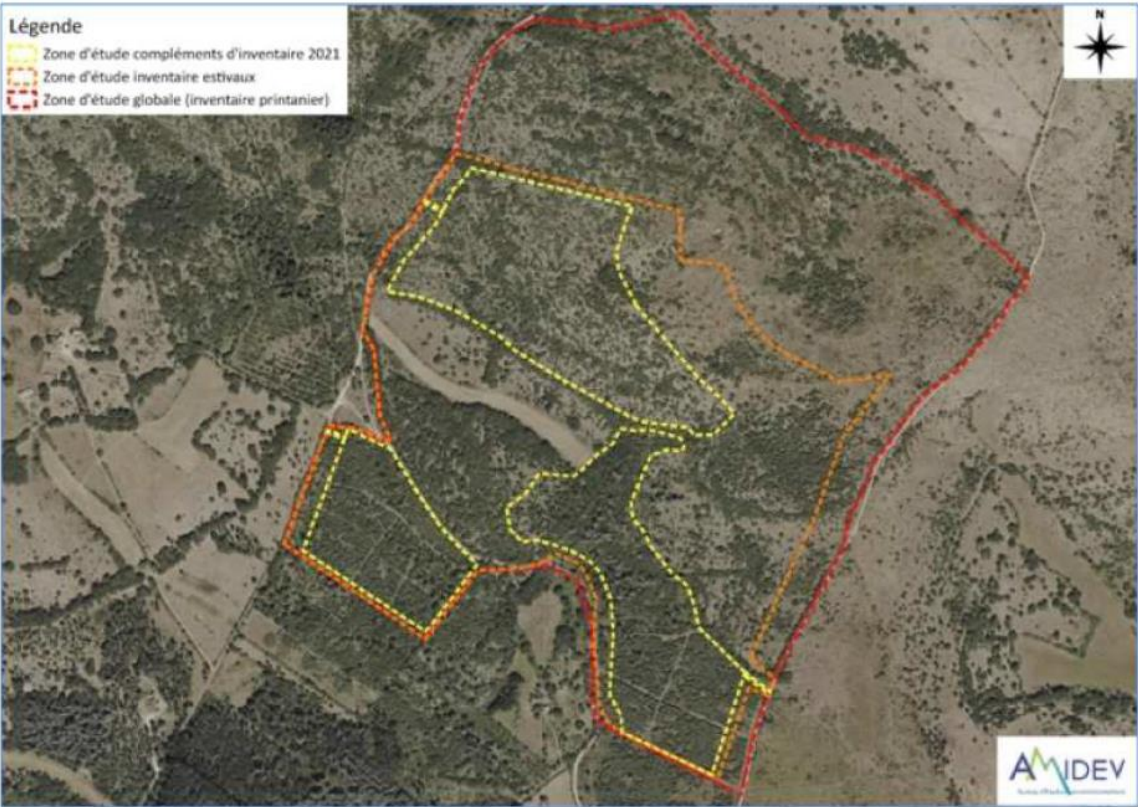 Légende
Zone d'étude compléments d'inventaire 2021
Zone d'étude inventaire estivaux
Zone d'étude globale (inventaire printanier)
N
AMIDEV